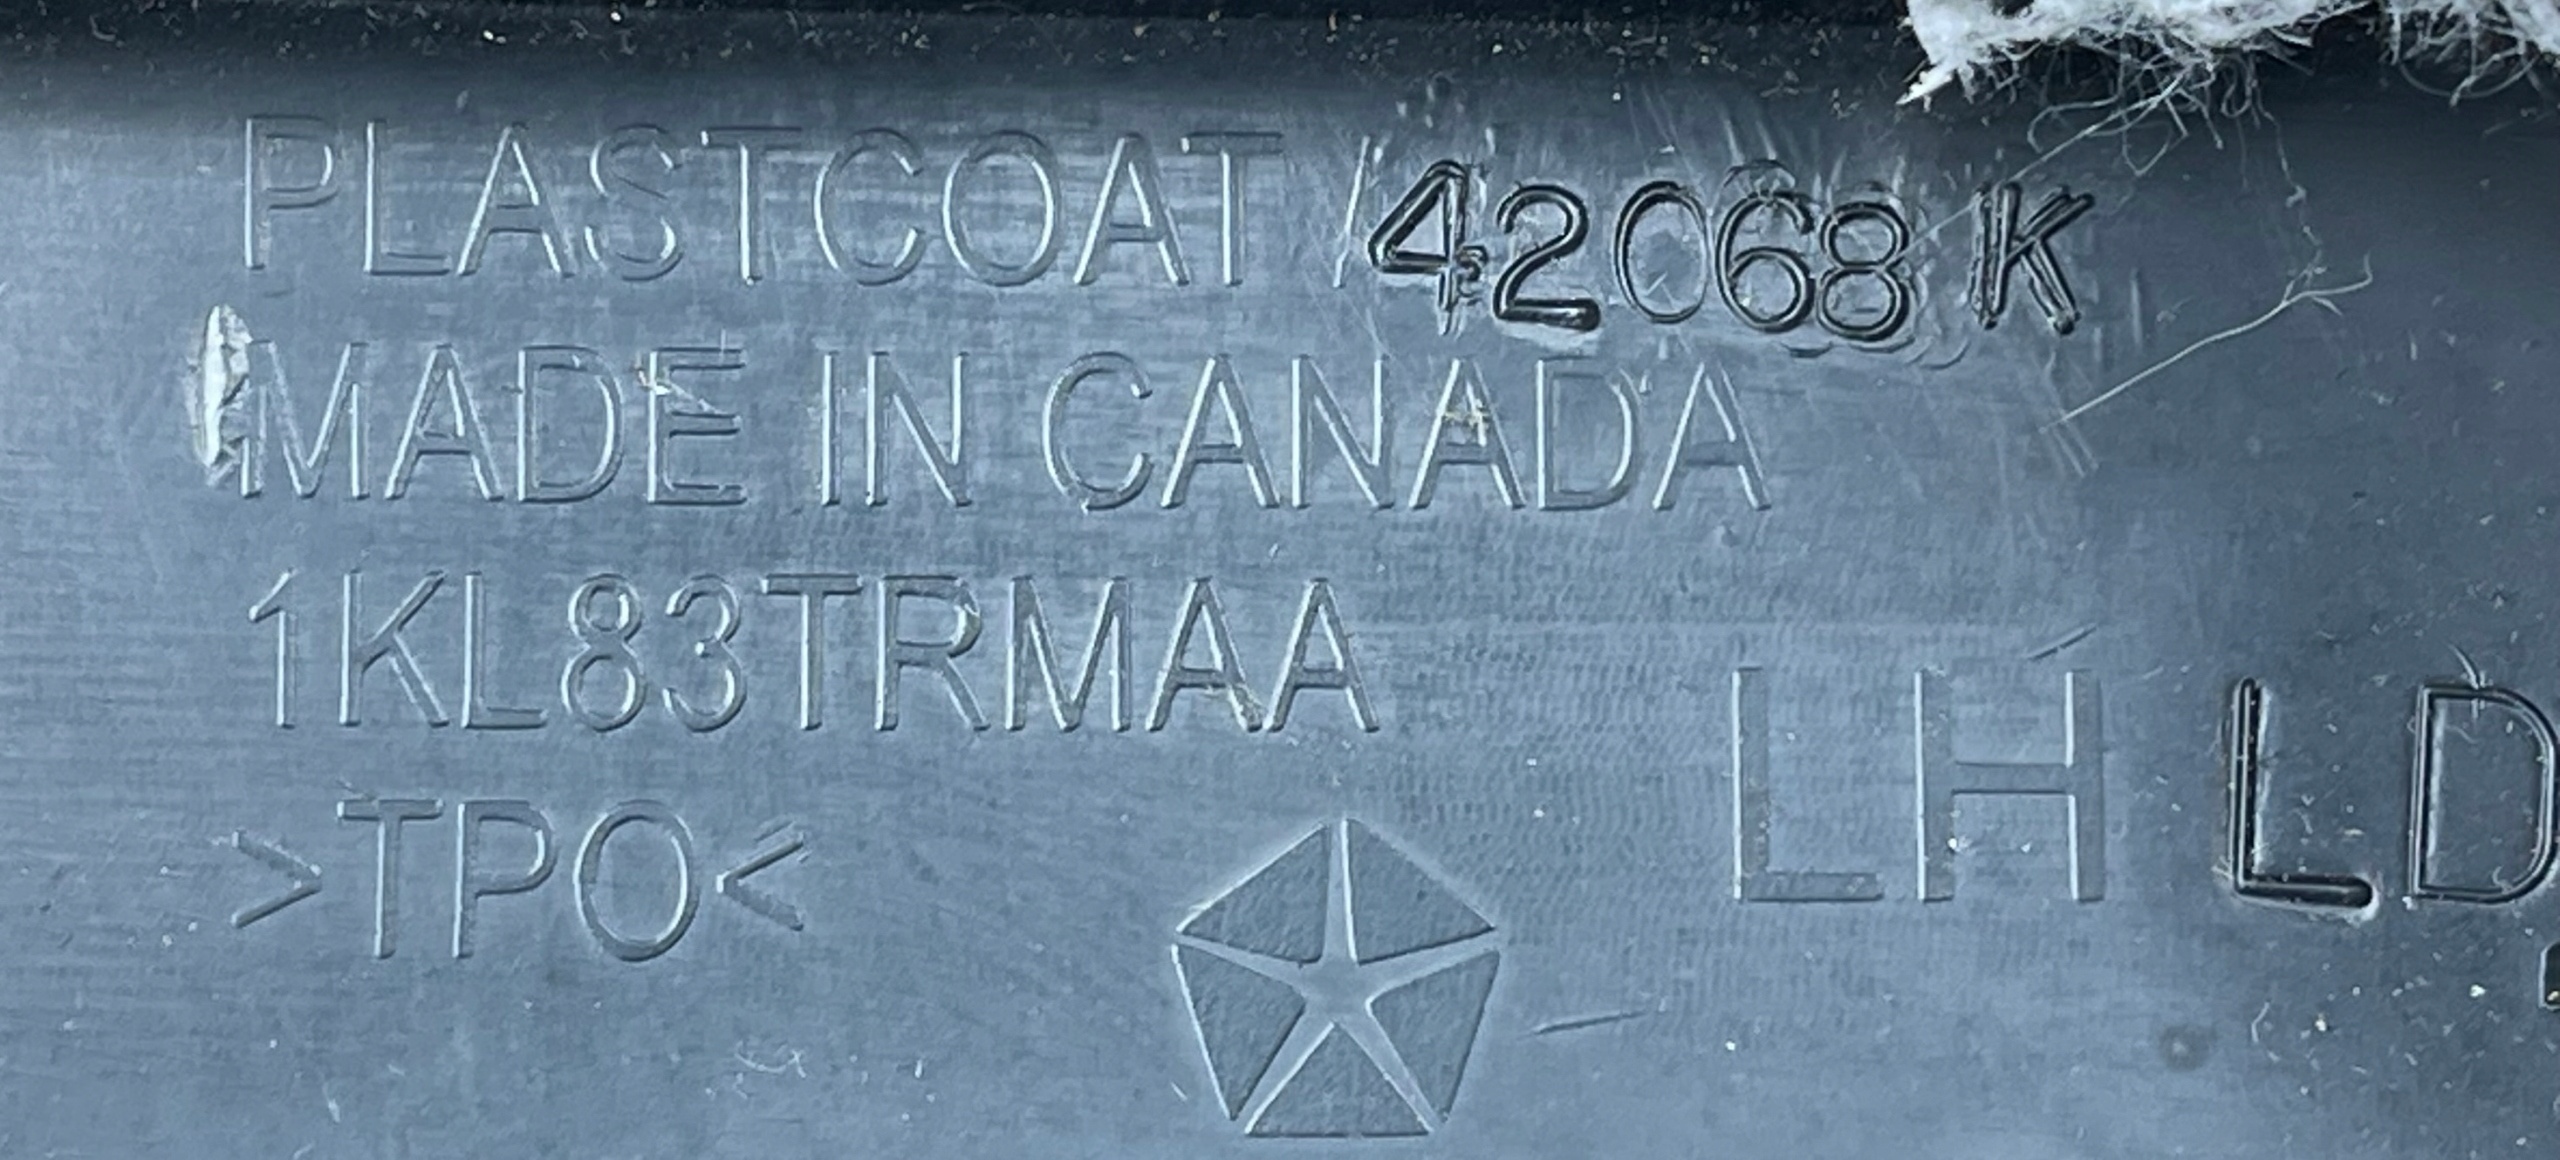 PLASTCOAT / 42068 K
MADE IN CANADA
1KL83TRMAA
LH LD
>TPO<